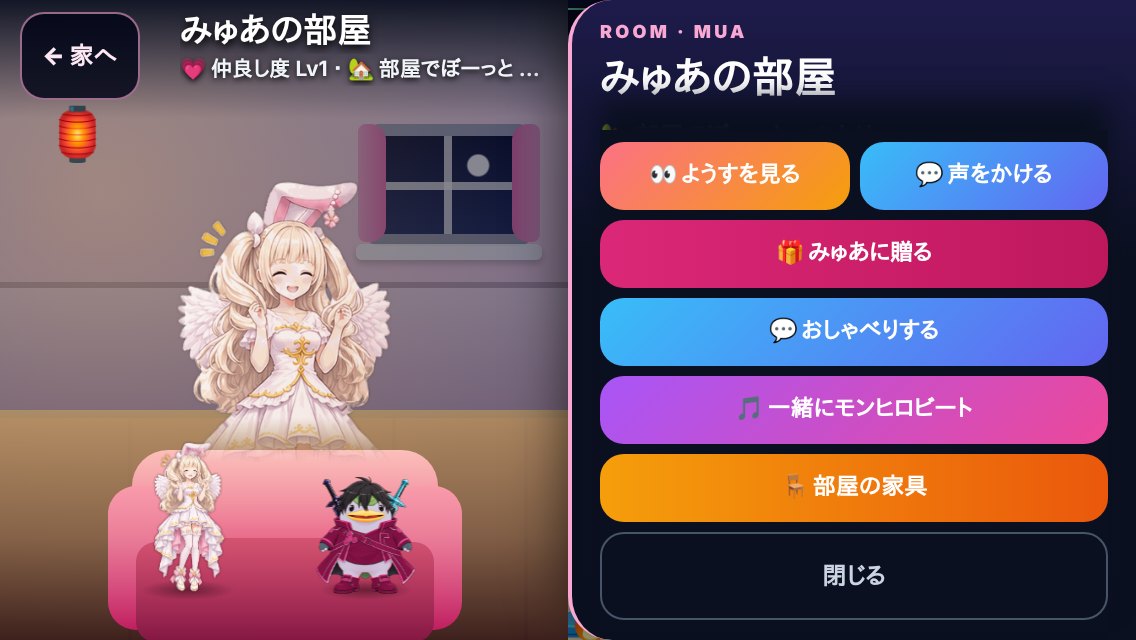 ← 家へ
みゅあの部屋
💗 仲良し度 Lv1・🏡 部屋でぼーっと …
ROOM · MUA
みゅあの部屋
👀 ようすを見る
💬 声をかける
🎁 みゅあに贈る
💬 おしゃべりする
🎵 一緒にモンヒロビート
🪑 部屋の家具
閉じる